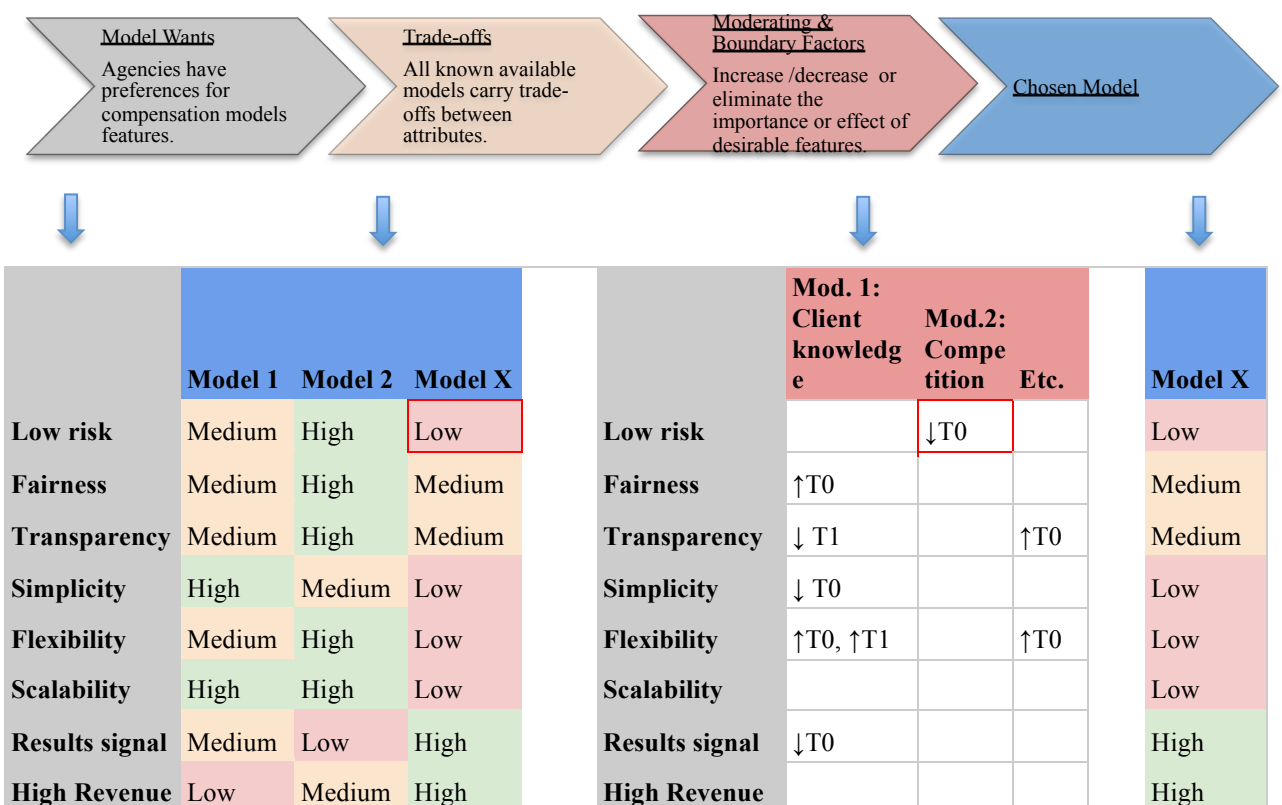 Model Wants
Agencies have
preferences for
compensation models
features.
Trade-offs
All known available
models carry trade-
offs between
attributes.
Moderating &
Boundary Factors
Increase /decrease or
eliminate the
importance or effect of
desirable features.
Chosen Model
Model 1 Model 2 Model X
Low risk Medium High Low
Fairness Medium High Medium
Transparency Medium High Medium
Simplicity High Medium Low
Flexibility Medium High Low
Scalability High High Low
Results signal Medium Low High
High Revenue Low Medium High
Mod. 1:
Client
knowledg
e
Mod.2:
Compe
tition
Etc.
Low risk ↓T0
Fairness ↑T0
Transparency ↓ T1 ↑T0
Simplicity ↓ T0
Flexibility ↑T0, ↑T1 ↑T0
Scalability
Results signal ↓T0
High Revenue
Model X
Low
Medium
Medium
Low
Low
Low
High
High